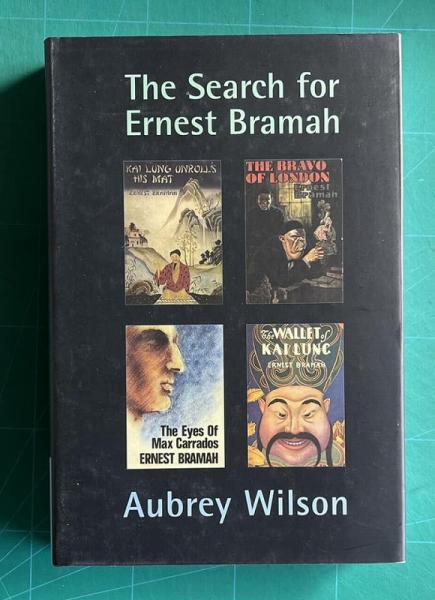 The Search for
Ernest Bramah
KAI LUNG UNROLLS
HIS MAT
ERNEST BRAMAH
THE BRAVO
OF LONDON
Ernest
Bramah
The Eyes Of
Max Carrados
ERNEST BRAMAH
The WALLET of
KAI LUNG
ERNEST BRAMAH
Aubrey Wilson